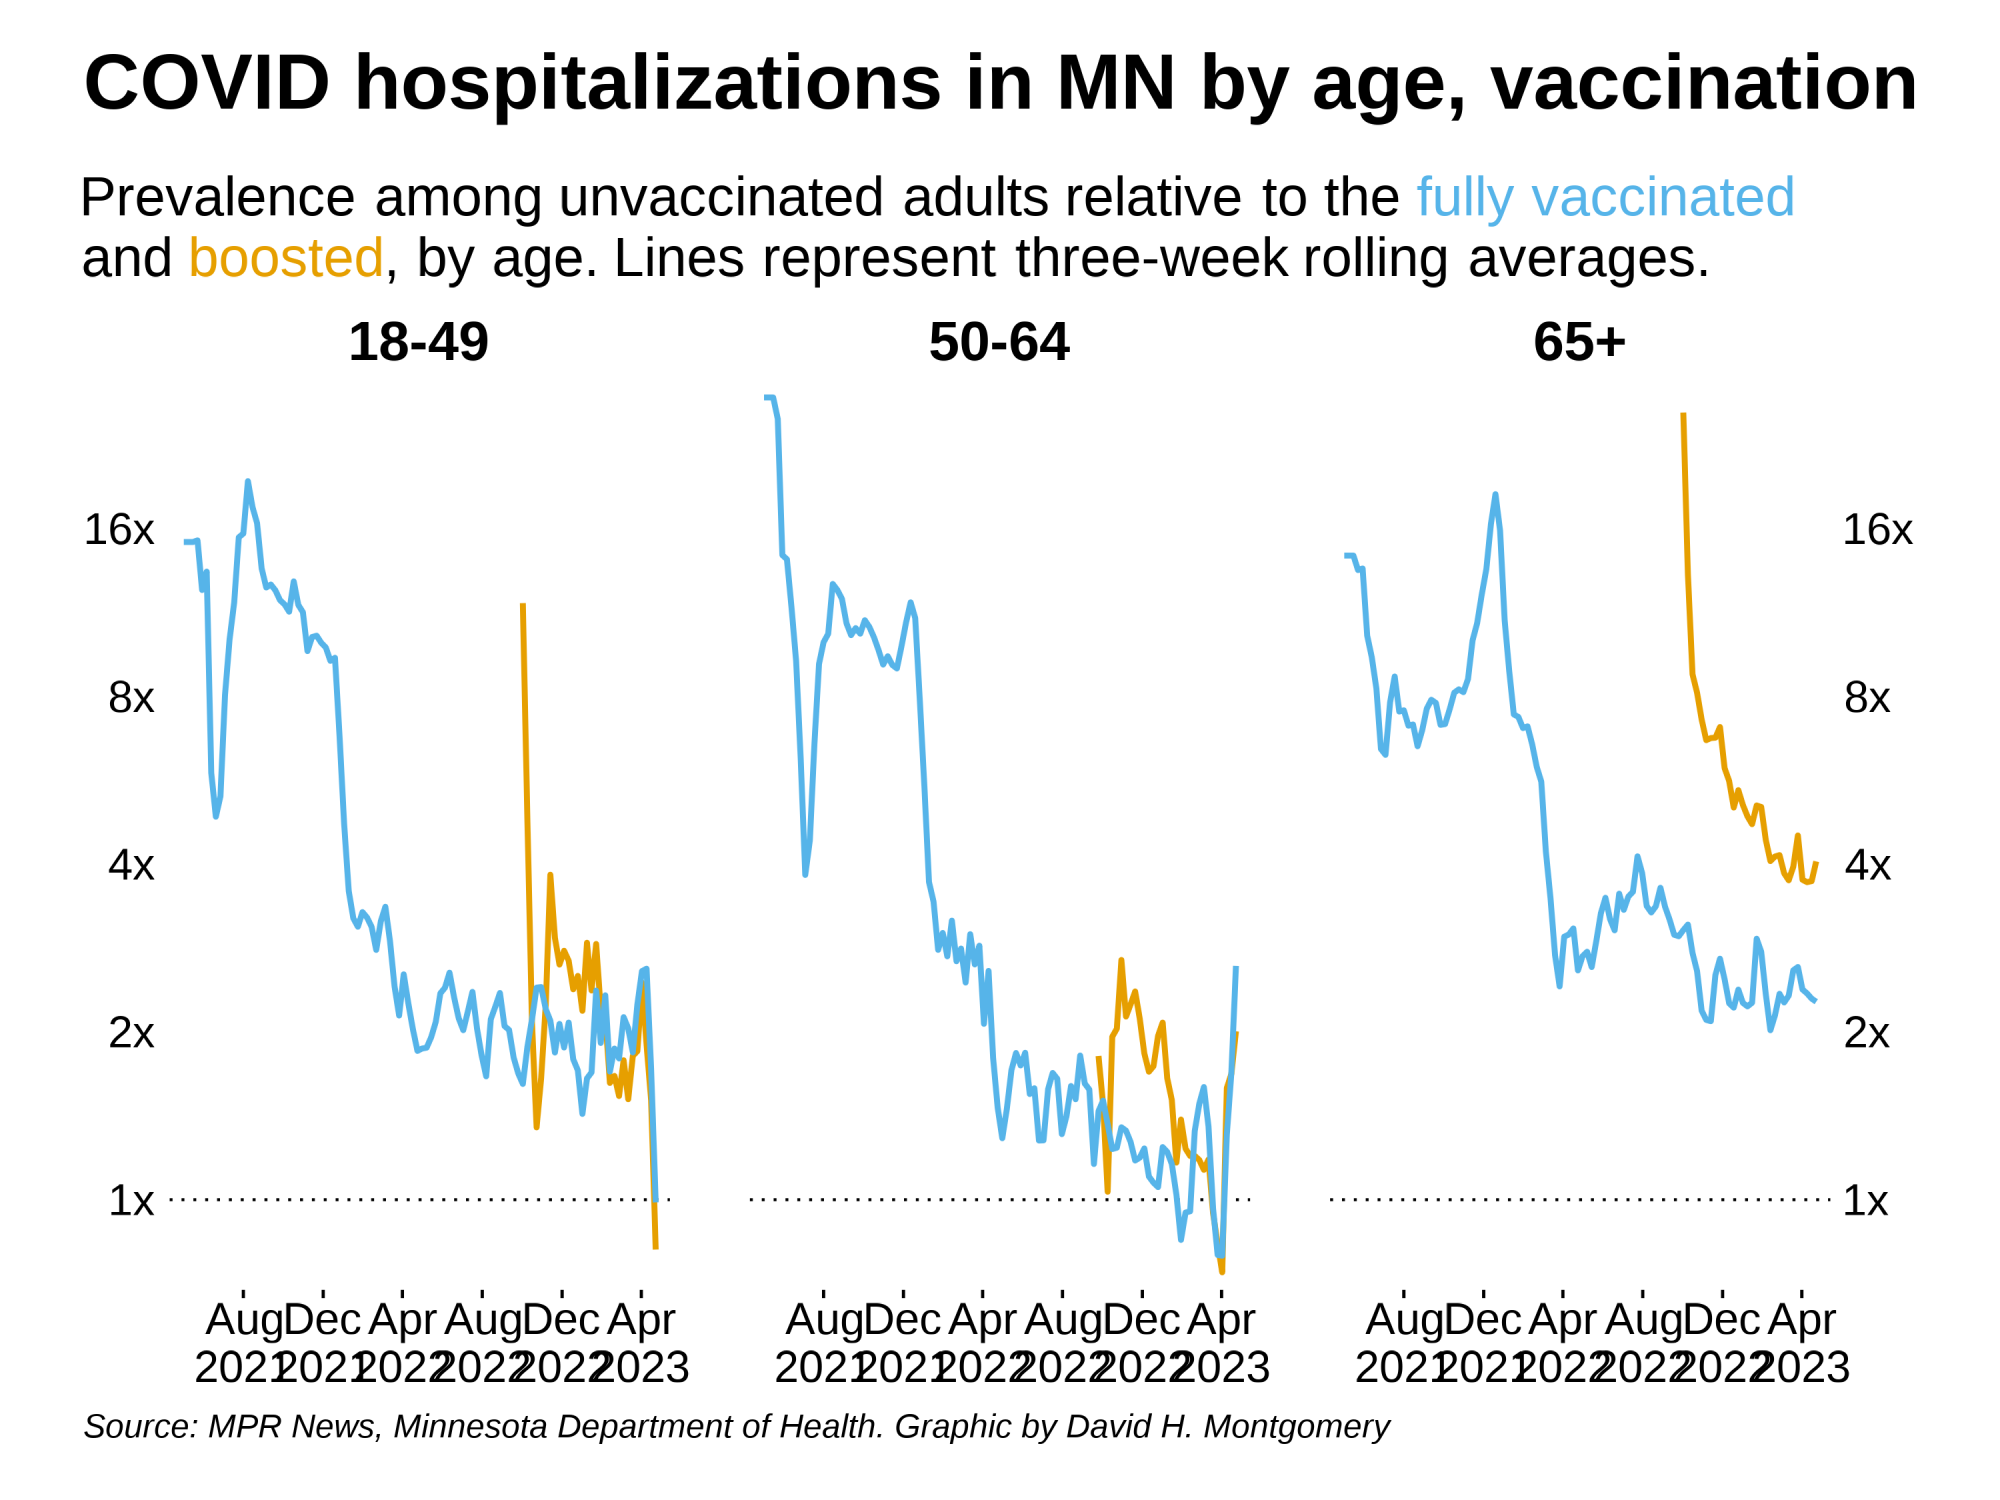 COVID hospitalizations in MN by age, vaccination
Prevalence among unvaccinated adults relative to the fully vaccinated
and boosted, by age. Lines represent three-week rolling averages.
18-49 50-64 65+
16x 16x
8x 8x
4x 4x
2x 2x
1x 1x
Aug Dec Apr Aug Dec Apr Aug Dec Apr Aug Dec Apr Aug Dec Apr Aug Dec Apr
2021 2021 2022 2022 2022 2023 2021 2021 2022 2022 2022 2023 2021 2021 2022 2022 2022 2023
Source: MPR News, Minnesota Department of Health. Graphic by David H. Montgomery